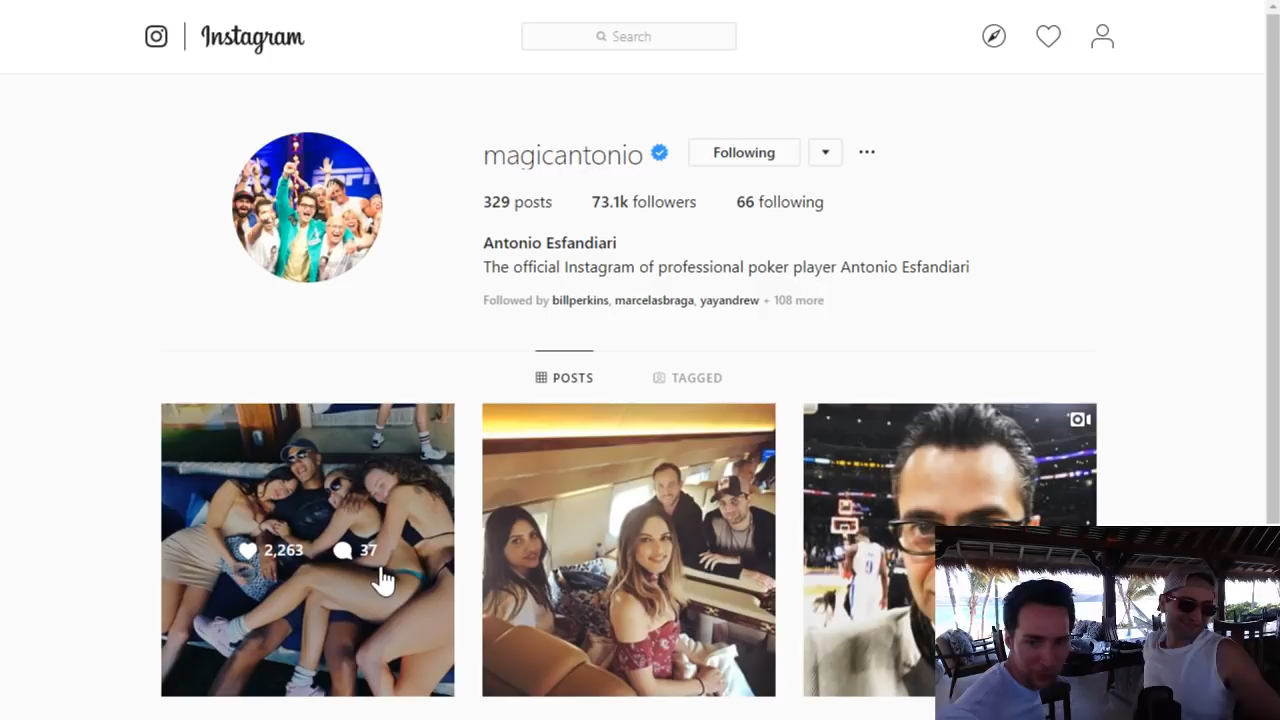 Instagram
Search
magicantonio
Following
329 posts 73.1k followers 66 following
Antonio Esfandiari
The official Instagram of professional poker player Antonio Esfandiari
Followed by billperkins, marcelasbraga, yayandrew + 108 more
POSTS TAGGED
ESPN
2,263 37